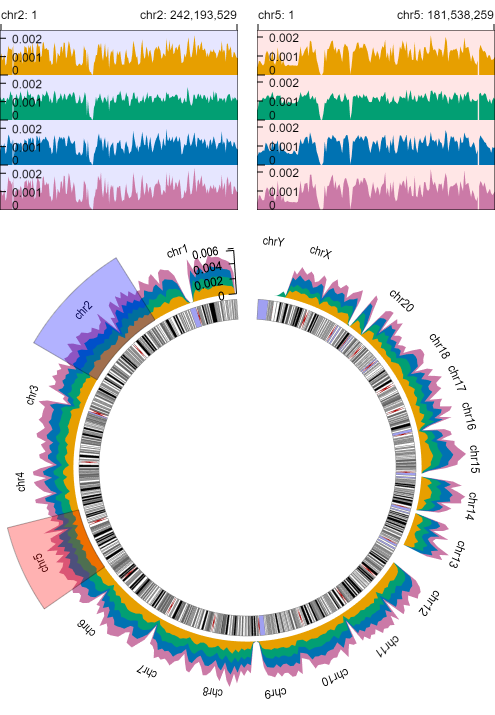 chr2: 1 chr2: 242,193,529 chr5: 1 chr5: 181,538,259
0.002 0.002
0.001 0.001
0 0
0.002 0.002
0.001 0.001
0 0
0.002 0.002
0.001 0.001
0 0
0.002 0.002
0.001 0.001
0 0
chr1 0.006 chrY chrX
0.004
0.002
0
chr2 chr20
chr18
chr17
chr3 chr16
chr15
chr4 chr14
chr5 chr13
chr6 chr12
chr7 chr11
chr8 chr9 chr10